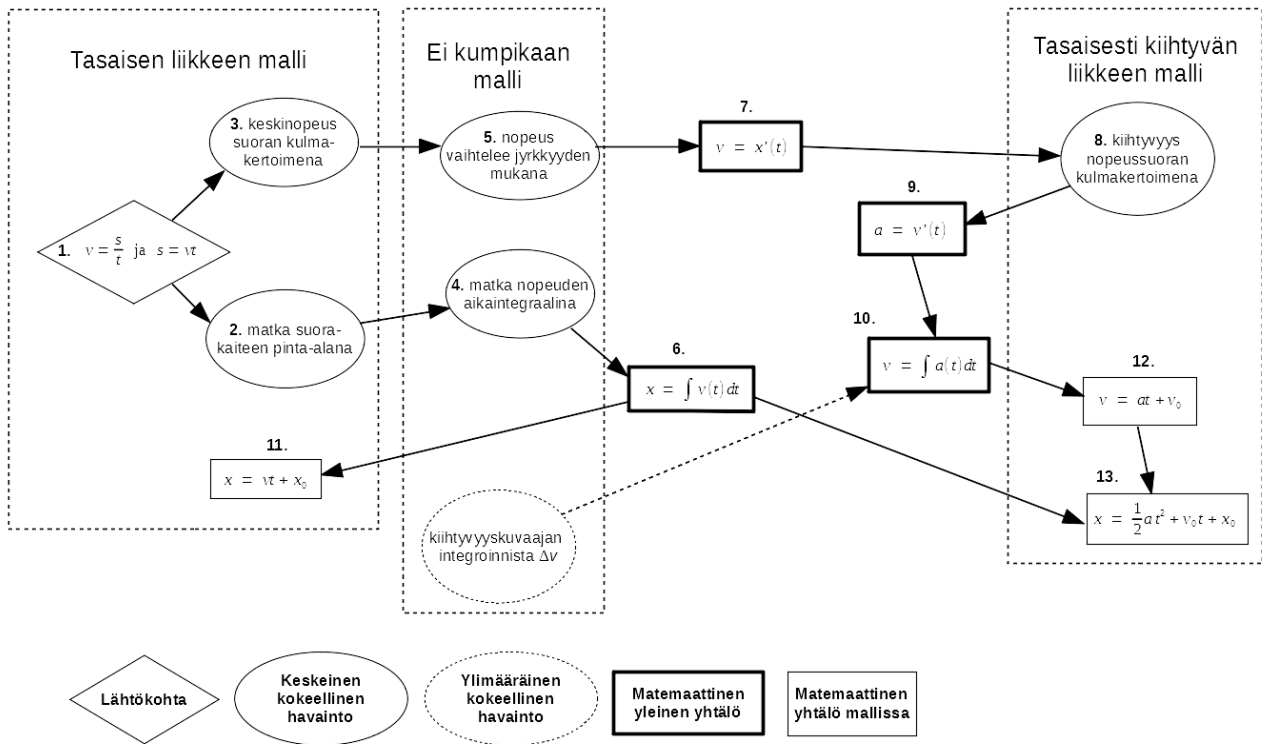 Tasaisen liikkeen malli
Ei kumpikaan
malli
Tasaisesti kiihtyvän
liikkeen malli
3. keskinopeus
suoran kulma-
kertoimena
5. nopeus
vaihtelee jyrkkyyden
mukana
7.
v = x'(t)
8. kiihtyvyys
nopeussuoran
kulmakertoimena
9.
a = v'(t)
1. v = s/t ja s = vt
4. matka nopeuden
aikaintegraalina
2. matka suora-
kaiteen pinta-alana
6.
x = ∫ v(t) dt
10.
v = ∫ a(t) dt
12.
v = at + v₀
11.
x = vt + x₀
13.
x = 1/2 at² + v₀t + x₀
kiihtyvyyskuvaajan
integroinnista Δv
Lähtökohta
Keskeinen
kokeellinen
havainto
Ylimääräinen
kokeellinen
havainto
Matemaattinen
yleinen yhtälö
Matemaattinen
yhtälö mallissa